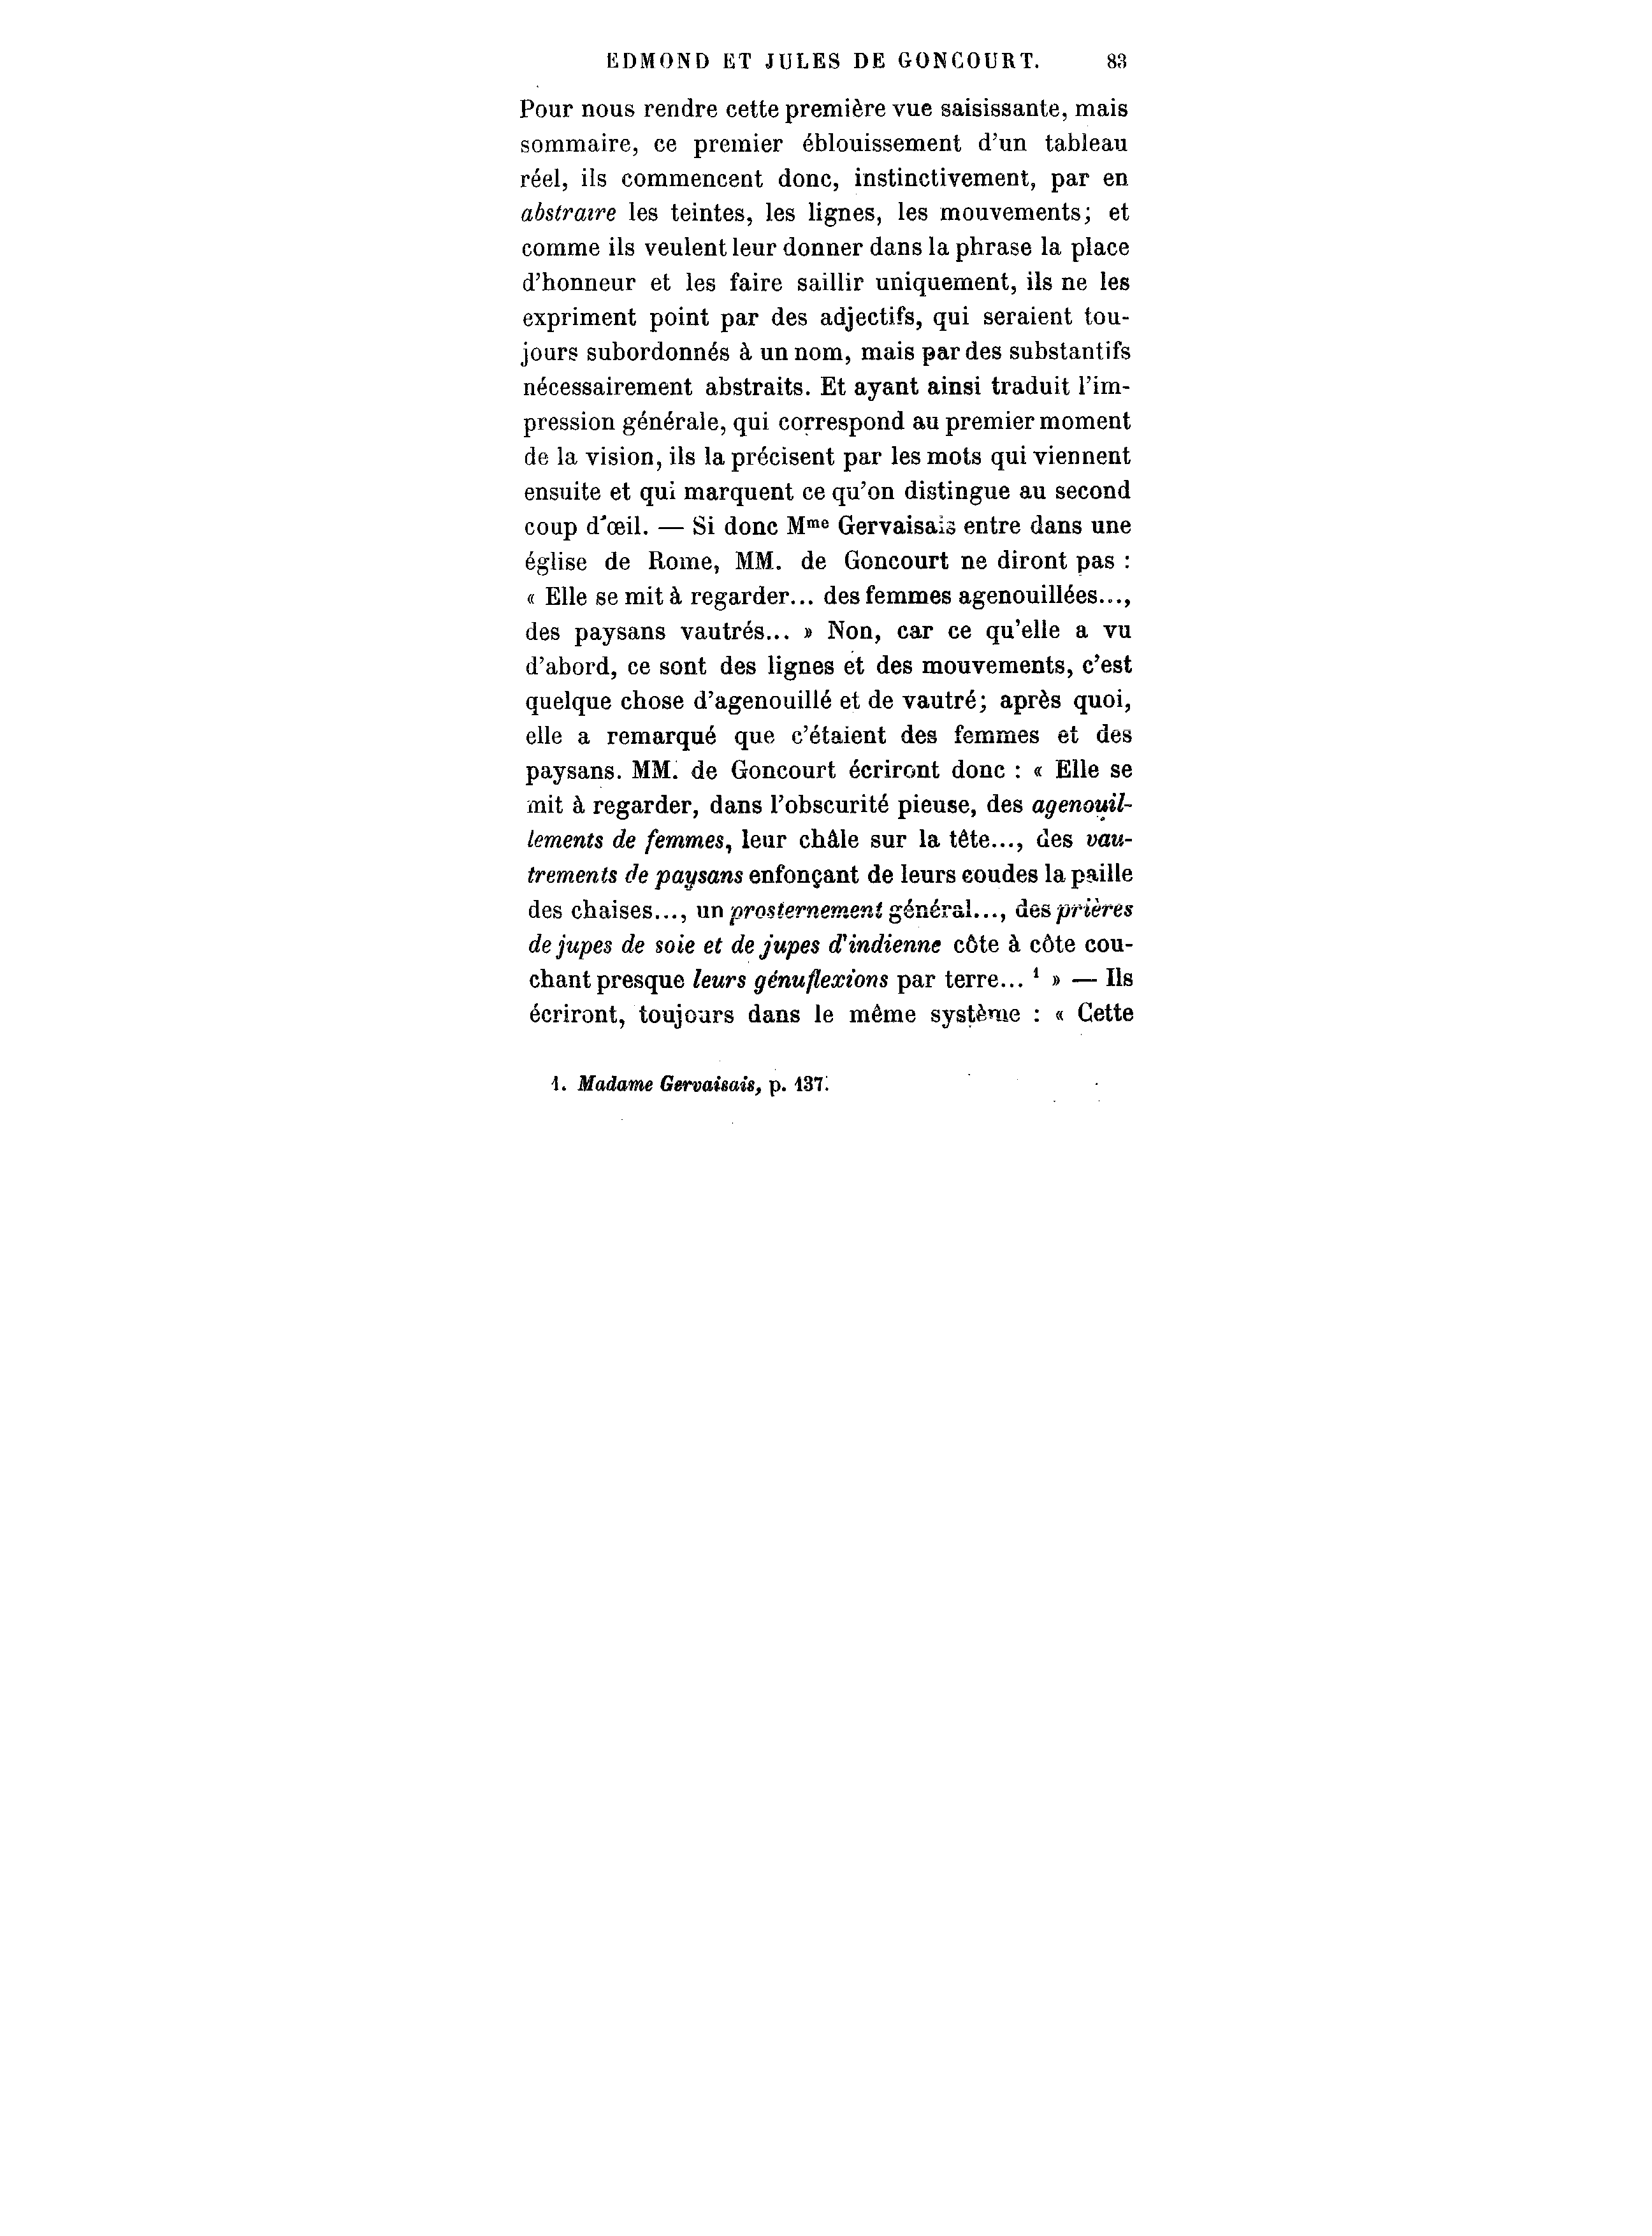 EDMOND ET JULES DE GONCOURT. 83
Pour nous rendre cette première vue saisissante, mais
sommaire, ce premier éblouissement d'un tableau
réel, ils commencent donc, instinctivement, par en
abstraire les teintes, les lignes, les mouvements; et
comme ils veulent leur donner dans la phrase la place
d'honneur et les faire saillir uniquement, ils ne les
expriment point par des adjectifs, qui seraient tou-
jours subordonnés à un nom, mais par des substantifs
nécessairement abstraits. Et ayant ainsi traduit l'im-
pression générale, qui correspond au premier moment
de la vision, ils la précisent par les mots qui viennent
ensuite et qui marquent ce qu'on distingue au second
coup d'œil. — Si donc Mme Gervaisais entre dans une
église de Rome, MM. de Goncourt ne diront pas :
« Elle se mit à regarder... des femmes agenouillées...,
des paysans vautrés... » Non, car ce qu'elle a vu
d'abord, ce sont des lignes et des mouvements, c'est
quelque chose d'agenouillé et de vautré; après quoi,
elle a remarqué que c'étaient des femmes et des
paysans. MM. de Goncourt écriront donc : « Elle se
mit à regarder, dans l'obscurité pieuse, des agenouil-
lements de femmes, leur châle sur la tête..., des vau-
trements de paysans enfonçant de leurs coudes la paille
des chaises..., un prosternement général..., des prières
de jupes de soie et de jupes d'indienne côte à côte cou-
chant presque leurs génuflexions par terre... 1 » — Ils
écriront, toujours dans le même système : « Cette
1. Madame Gervaisais, p. 137.